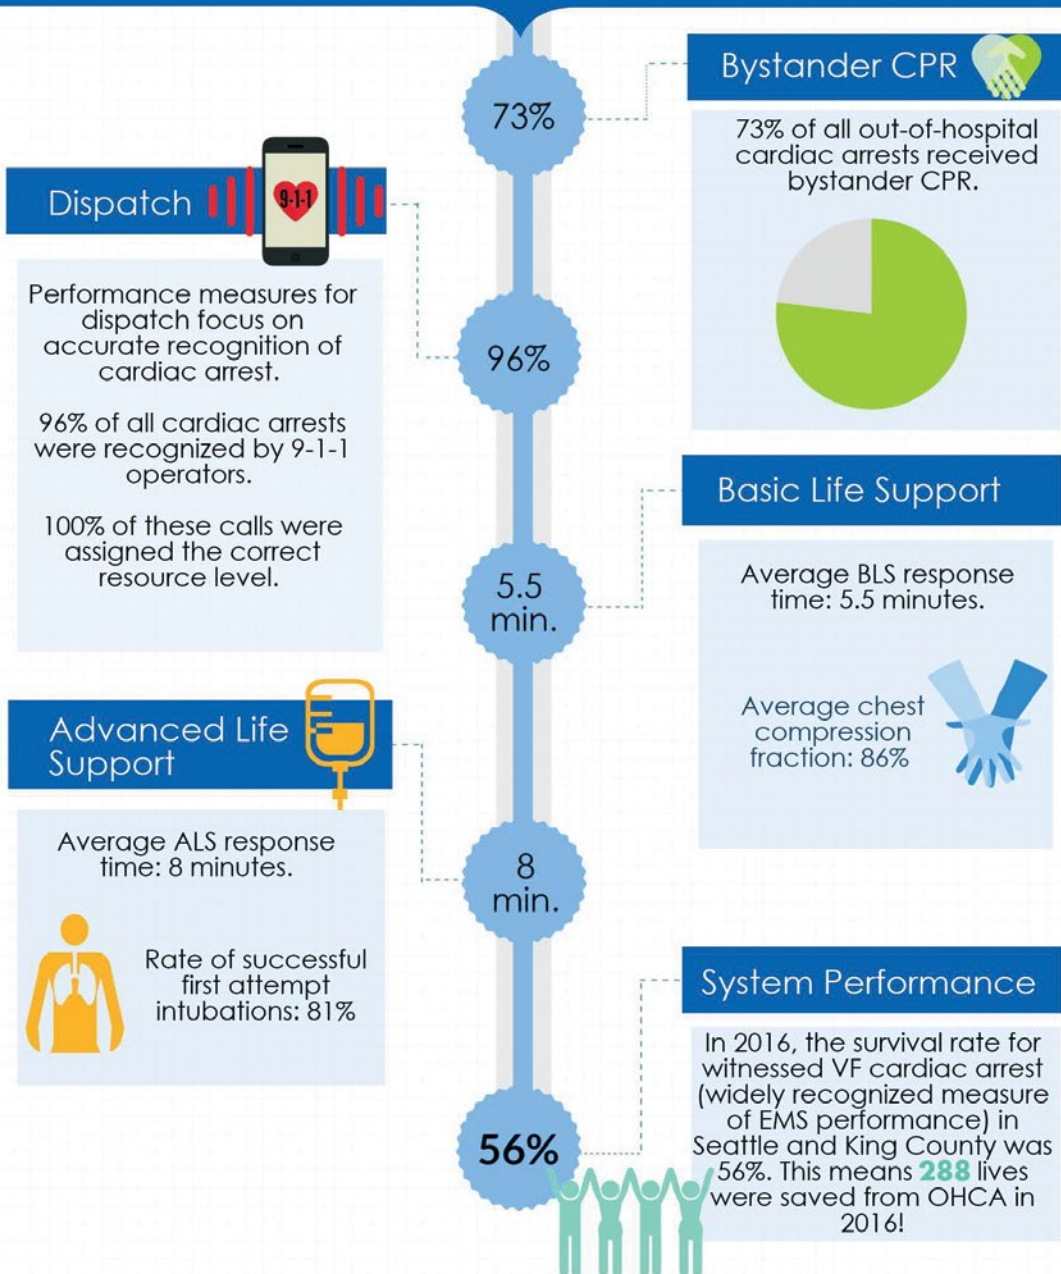 73%
Bystander CPR
73% of all out-of-hospital
cardiac arrests received
bystander CPR.
Dispatch
9-1-1
Performance measures for
dispatch focus on
accurate recognition of
cardiac arrest.
96% of all cardiac arrests
were recognized by 9-1-1
operators.
100% of these calls were
assigned the correct
resource level.
96%
Basic Life Support
5.5
min.
Average BLS response
time: 5.5 minutes.
Average chest
compression
fraction: 86%
Advanced Life
Support
Average ALS response
time: 8 minutes.
Rate of successful
first attempt
intubations: 81%
8
min.
System Performance
In 2016, the survival rate for
witnessed VF cardiac arrest
(widely recognized measure
of EMS performance) in
Seattle and King County was
56%. This means 288 lives
were saved from OHCA in
2016!
56%